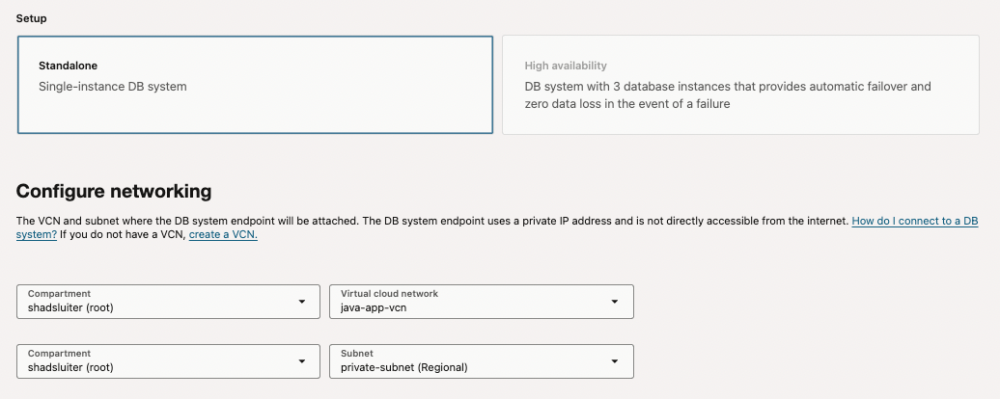 Setup
Standalone
Single-instance DB system
High availability
DB system with 3 database instances that provides automatic failover and
zero data loss in the event of a failure
Configure networking
The VCN and subnet where the DB system endpoint will be attached. The DB system endpoint uses a private IP address and is not directly accessible from the internet. How do I connect to a DB
system? If you do not have a VCN, create a VCN.
Compartment
shadsluiter (root)
Virtual cloud network
java-app-vcn
Compartment
shadsluiter (root)
Subnet
private-subnet (Regional)